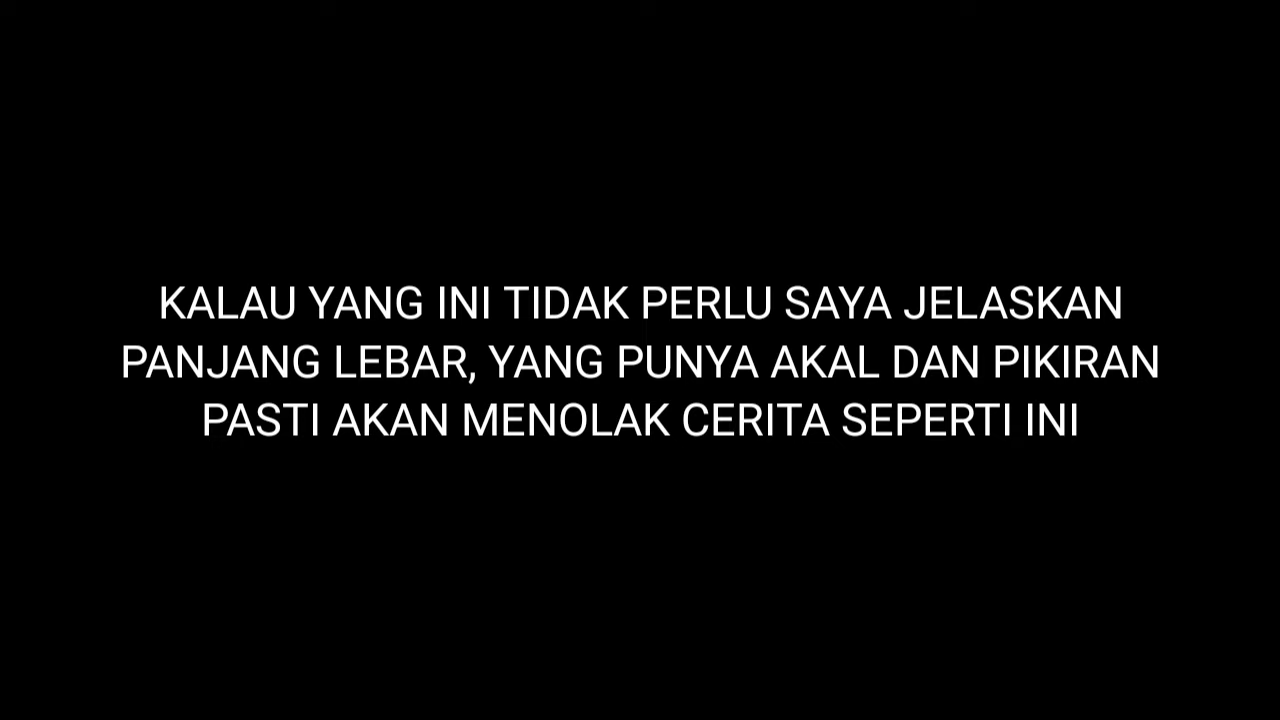 KALAU YANG INI TIDAK PERLU SAYA JELASKAN
PANJANG LEBAR, YANG PUNYA AKAL DAN PIKIRAN
PASTI AKAN MENOLAK CERITA SEPERTI INI